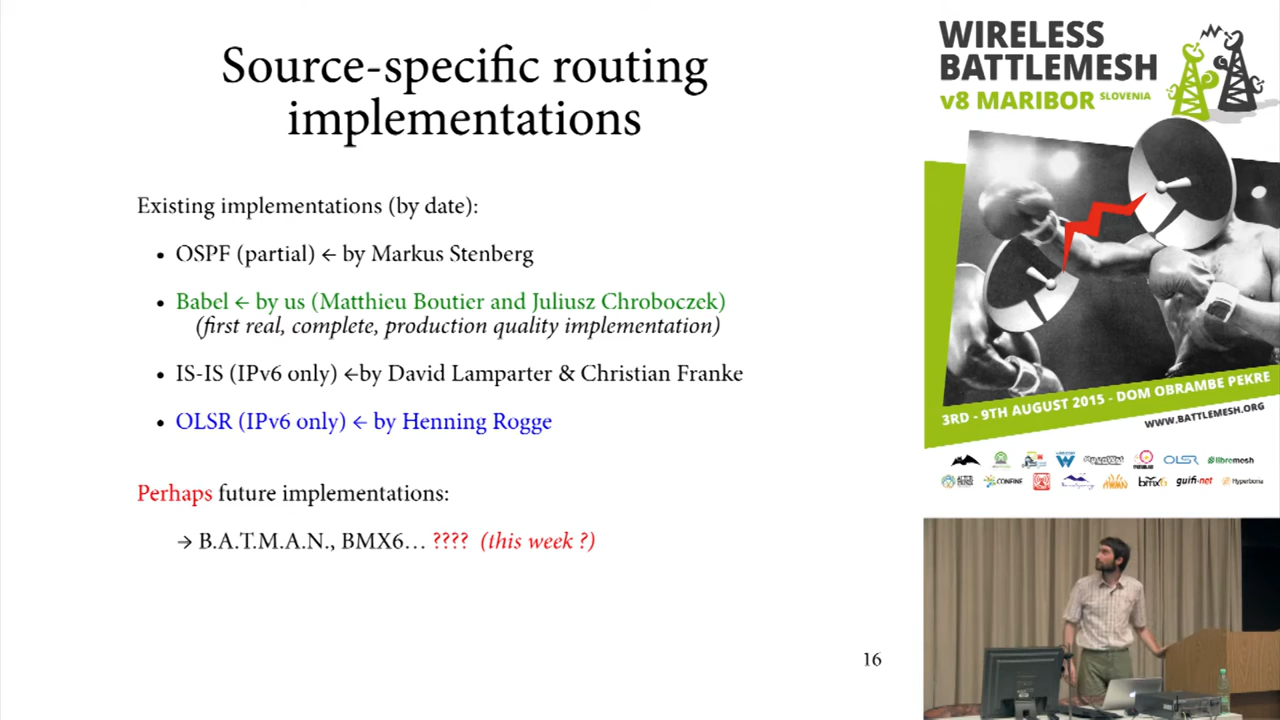 Source-specific routing
implementations
Existing implementations (by date):
• OSPF (partial) ← by Markus Stenberg
• Babel ← by us (Matthieu Boutier and Juliusz Chroboczek)
(first real, complete, production quality implementation)
• IS-IS (IPv6 only) ←by David Lamparter & Christian Franke
• OLSR (IPv6 only) ← by Henning Rogge
Perhaps future implementations:
→ B.A.T.M.A.N., BMX6… ???? (this week ?)
16
WIRELESS
BATTLEMESH
v8 MARIBOR SLOVENIA
3RD - 9TH AUGUST 2015 - DOM OBRAMBE PEKRE
WWW.BATTLEMESH.ORG
OLSR libremesh
CONFINE bmx6 guifi·net Hyperboria